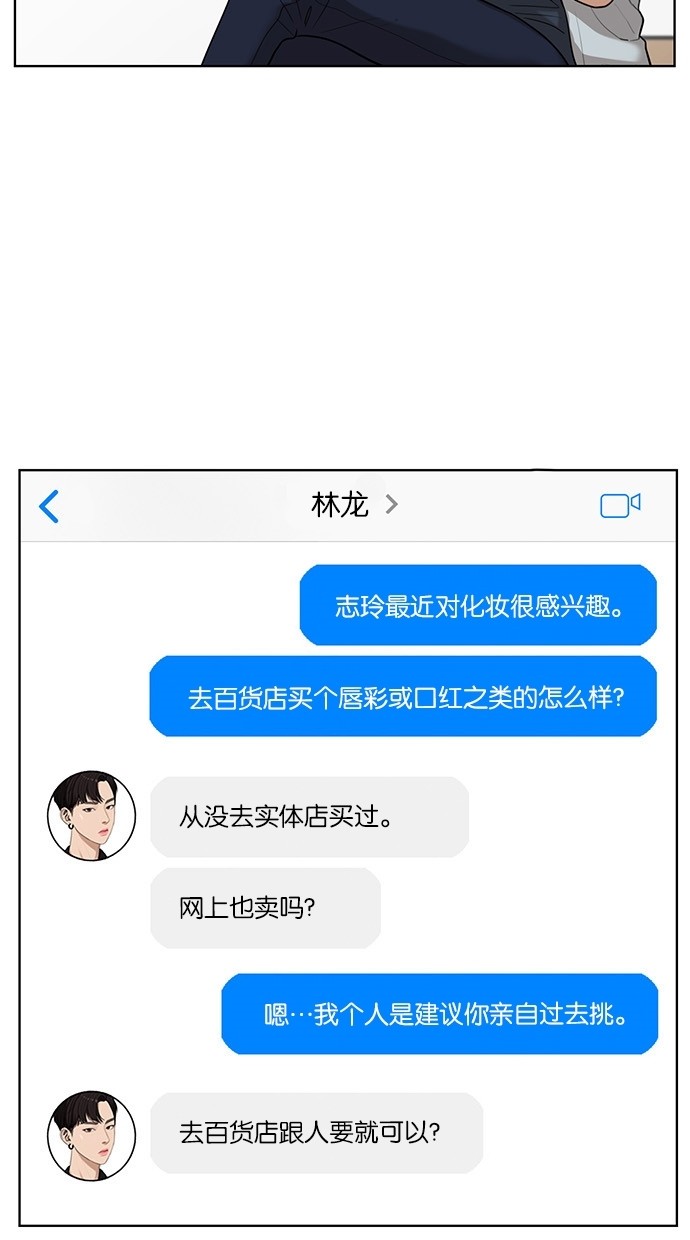 林龙
志玲最近对化妆很感兴趣。
去百货店买个唇彩或口红之类的怎么样?
从没去实体店买过。
网上也卖吗?
嗯…我个人是建议你亲自过去挑。
去百货店跟人要就可以?